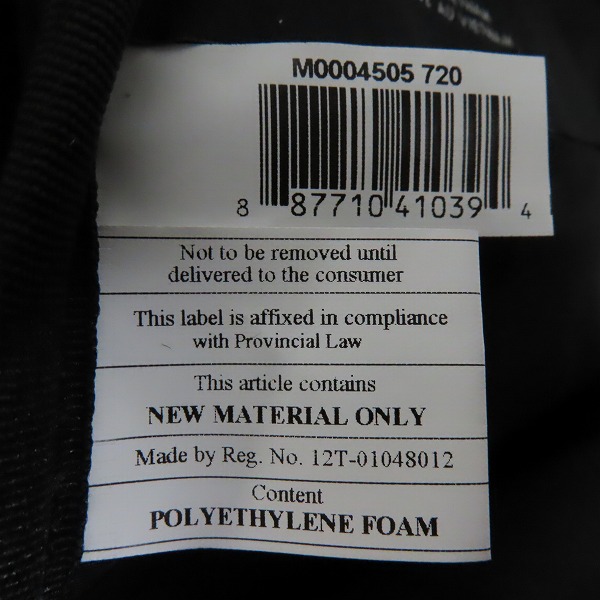 AU VIETNAM
M0004505 720
8 87710 41039 4
Not to be removed until
delivered to the consumer
This label is affixed in compliance
with Provincial Law
This article contains
NEW MATERIAL ONLY
Made by Reg. No. 12T-01048012
Content
POLYETHYLENE FOAM